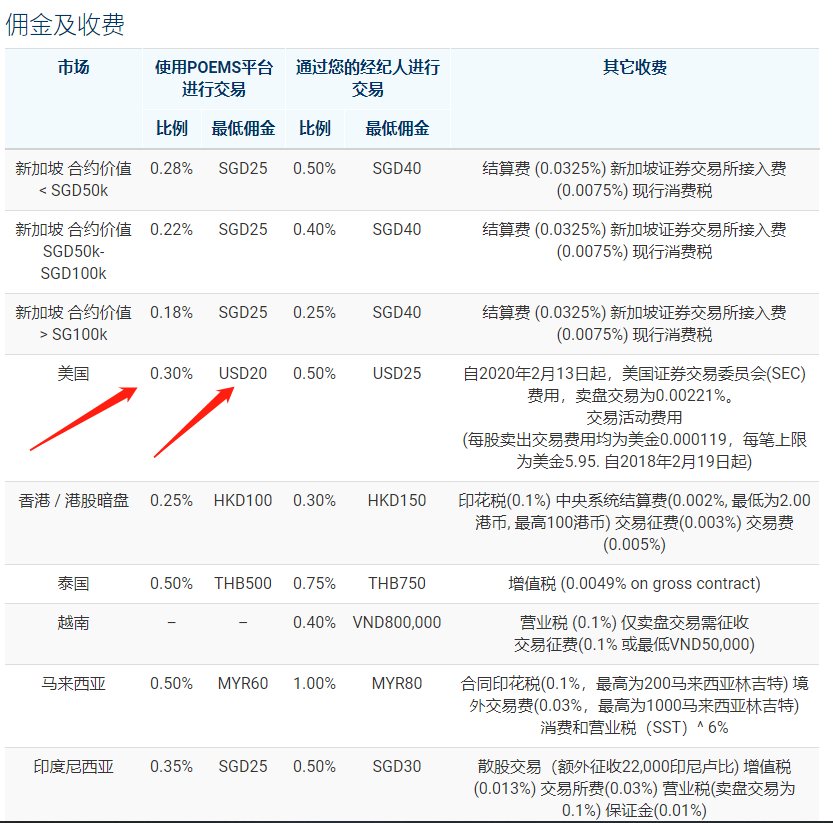 佣金及收费
市场
使用POEMS平台
进行交易
通过您的经纪人进行
交易
其它收费
比例
最低佣金
比例
最低佣金
新加坡 合约价值
< SGD50k
0.28%
SGD25
0.50%
SGD40
结算费 (0.0325%) 新加坡证券交易所接入费
(0.0075%) 现行消费税
新加坡 合约价值
SGD50k-
SGD100k
0.22%
SGD25
0.40%
SGD40
结算费 (0.0325%) 新加坡证券交易所接入费
(0.0075%) 现行消费税
新加坡 合约价值
> SG100k
0.18%
SGD25
0.25%
SGD40
结算费 (0.0325%) 新加坡证券交易所接入费
(0.0075%) 现行消费税
美国
0.30%
USD20
0.50%
USD25
自2020年2月13日起，美国证券交易委员会(SEC)
费用，卖盘交易为0.00221%。
交易活动费用
(每股卖出交易费用均为美金0.000119，每笔上限
为美金5.95. 自2018年2月19日起)
香港 / 港股暗盘
0.25%
HKD100
0.30%
HKD150
印花税(0.1%) 中央系统结算费(0.002%, 最低为2.00
港币, 最高100港币) 交易征费(0.003%) 交易费
(0.005%)
泰国
0.50%
THB500
0.75%
THB750
增值税 (0.0049% on gross contract)
越南
–
–
0.40%
VND800,000
营业税 (0.1%) 仅卖盘交易需征收
交易征费(0.1% 或最低VND50,000)
马来西亚
0.50%
MYR60
1.00%
MYR80
合同印花税(0.1%，最高为200马来西亚林吉特) 境
外交易费(0.03%，最高为1000马来西亚林吉特)
消费和营业税（SST）^ 6%
印度尼西亚
0.35%
SGD25
0.50%
SGD30
散股交易（额外征收22,000印尼卢比) 增值税
(0.013%) 交易所费(0.03%) 营业税(卖盘交易为
0.1%) 保证金(0.01%)